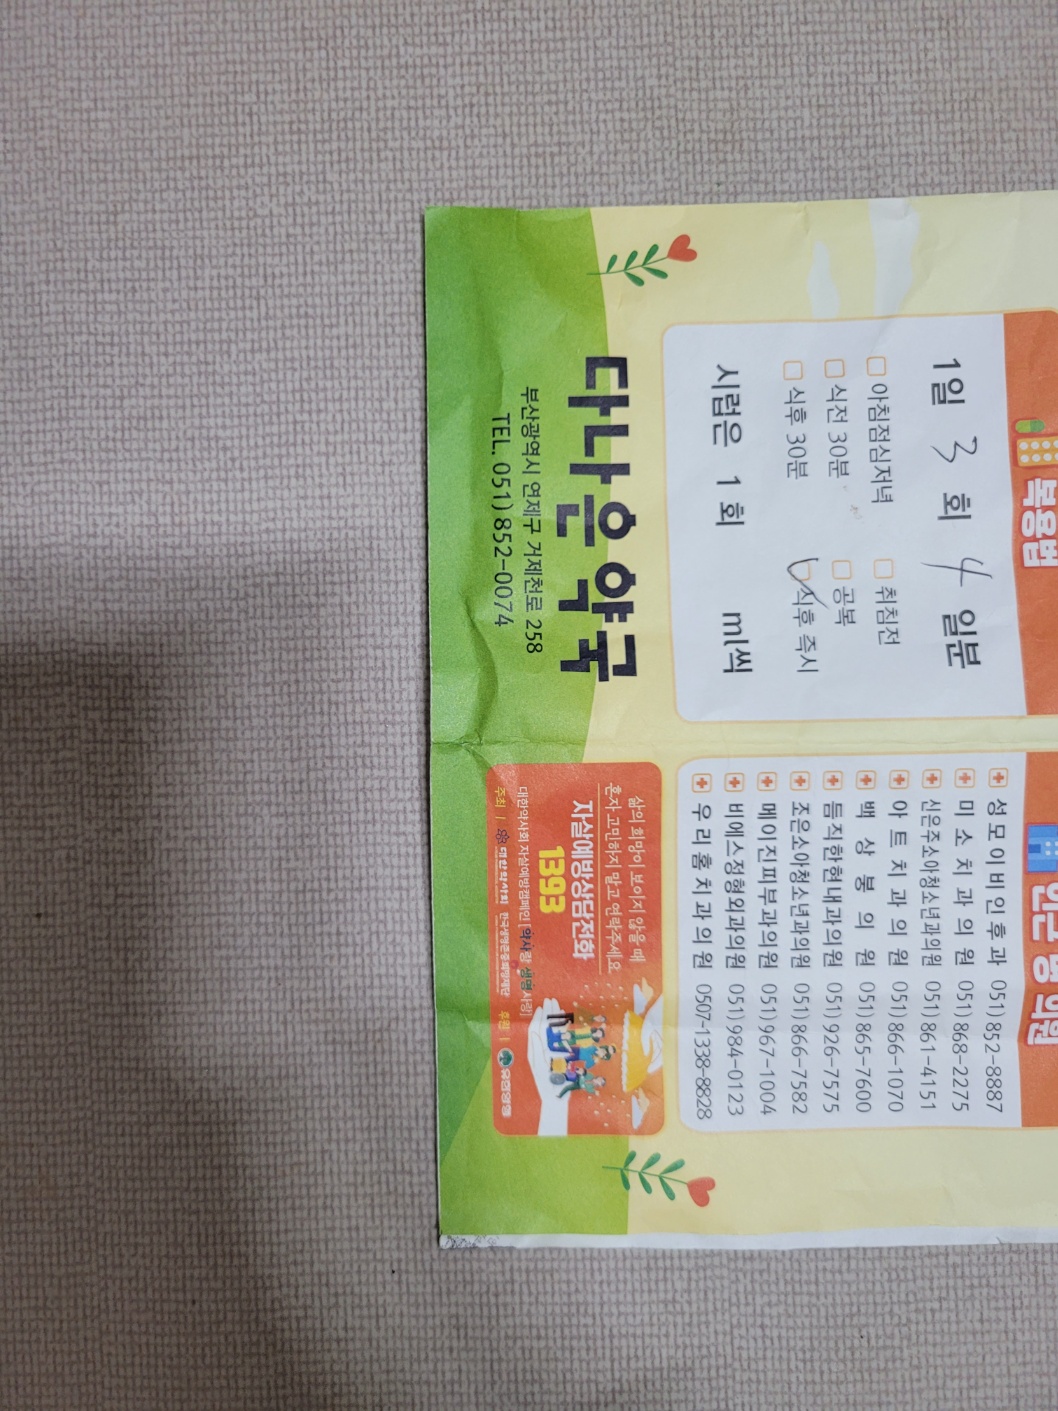 복용법
1일 3 회 4 일분
아침점심저녁 취침전
식전 30분 공복
식후 30분 식후 즉시
시럽은 1 회 ml씩
인근 병 의원
성모이비인후과 051)852-8887
미소치과의원 051)868-2275
신은주소아청소년과의원 051)861-4151
아트치과의원 051)866-1070
백상봉의원 051)865-7600
듬직한현내과의원 051)926-7575
조은소아청소년과의원 051)866-7582
메이진피부과의원 051)967-1004
비에스정형외과의원 051)984-0123
우리홈치과의원 0507-1338-8828
다나은약국
부산광역시 연제구 거제천로 258
TEL. 051)852-0074
삶의 희망이 보이지 않을 때
혼자 고민하지 말고 연락주세요
자살예방상담전화
1393
대한약사회 자살예방캠페인 [약사랑 생명사랑]
주최 | 대한약사회 한국생명존중희망재단 후원 | 유한양행